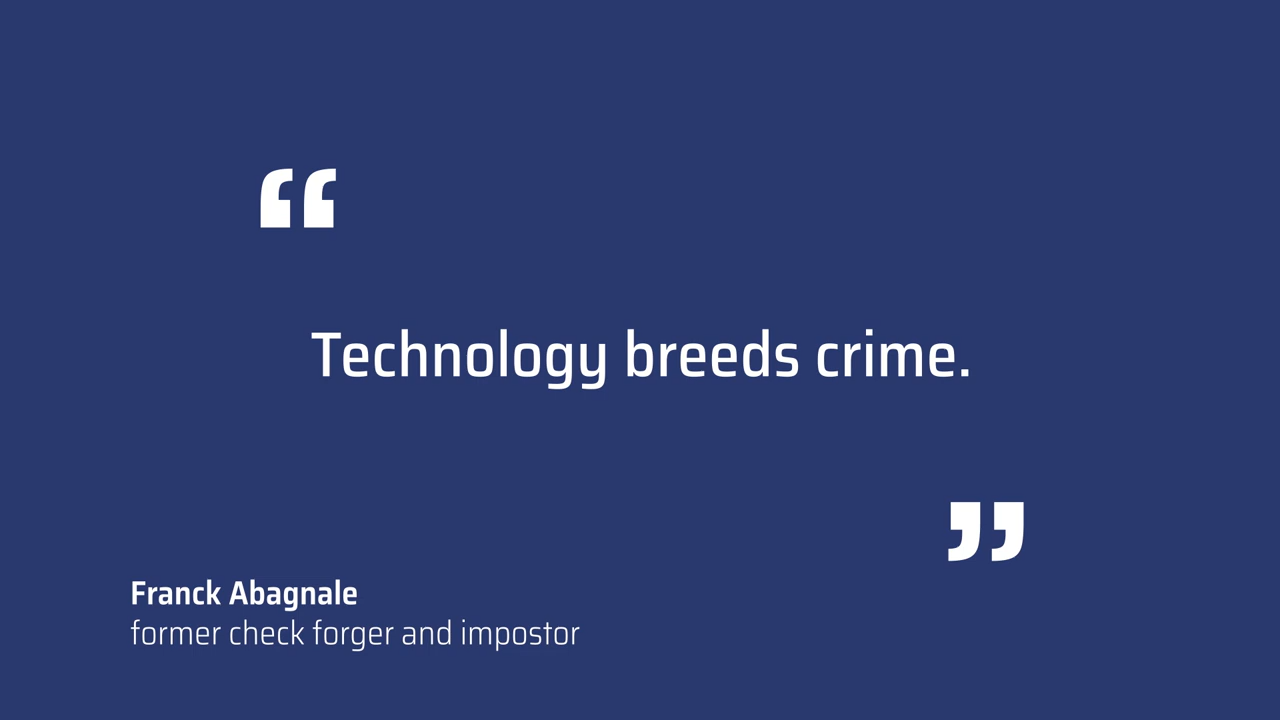 “
Technology breeds crime.
”
Franck Abagnale
former check forger and impostor